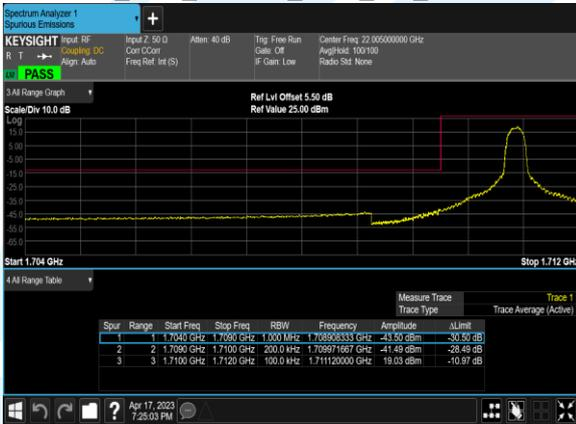 Spectrum Analyzer 1
Spurious Emissions
KEYSIGHT Input: RF Input Z: 50 Ω Atten: 40 dB Trig: Free Run Center Freq: 22.005000000 GHz
R T Coupling: DC Corr CCorr Gate: Off Avg|Hold: 100/100
Align: Auto Freq Ref: Int (S) IF Gain: Low Radio Std: None
PASS
3 All Range Graph
Ref Lvl Offset 5.50 dB
Scale/Div 10.0 dB Ref Value 25.00 dBm
Log
15.0
5.00
-5.00
-15.0
-25.0
-35.0
-45.0
-55.0
-65.0
Start 1.704 GHz Stop 1.712 GHz
4 All Range Table
Measure Trace Trace 1
Trace Type Trace Average (Active)
Spur Range Start Freq Stop Freq RBW Frequency Amplitude ΔLimit
1 1 1.7040 GHz 1.7090 GHz 1.000 MHz 1.708908333 GHz -43.50 dBm -30.50 dB
2 2 1.7090 GHz 1.7100 GHz 200.0 kHz 1.709971667 GHz -41.49 dBm -28.49 dB
3 3 1.7100 GHz 1.7120 GHz 100.0 kHz 1.711120000 GHz 19.03 dBm -10.97 dB
? Apr 17, 2023
7:25:03 PM